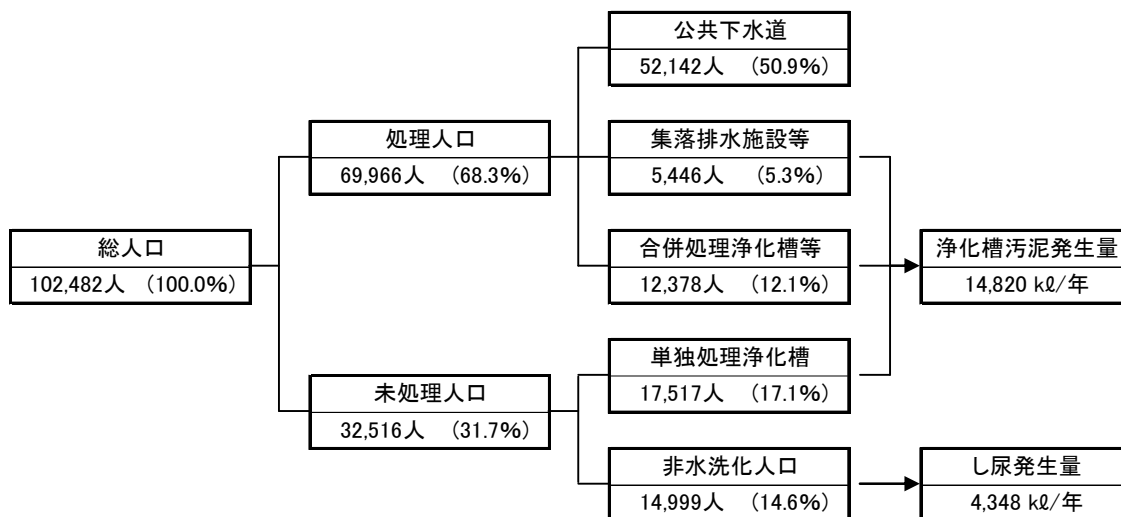 公共下水道
52,142人 (50.9%)
処理人口
69,966人 (68.3%)
集落排水施設等
5,446人 (5.3%)
総人口
102,482人 (100.0%)
合併処理浄化槽等
12,378人 (12.1%)
浄化槽汚泥発生量
14,820 kℓ/年
未処理人口
32,516人 (31.7%)
単独処理浄化槽
17,517人 (17.1%)
非水洗化人口
14,999人 (14.6%)
し尿発生量
4,348 kℓ/年